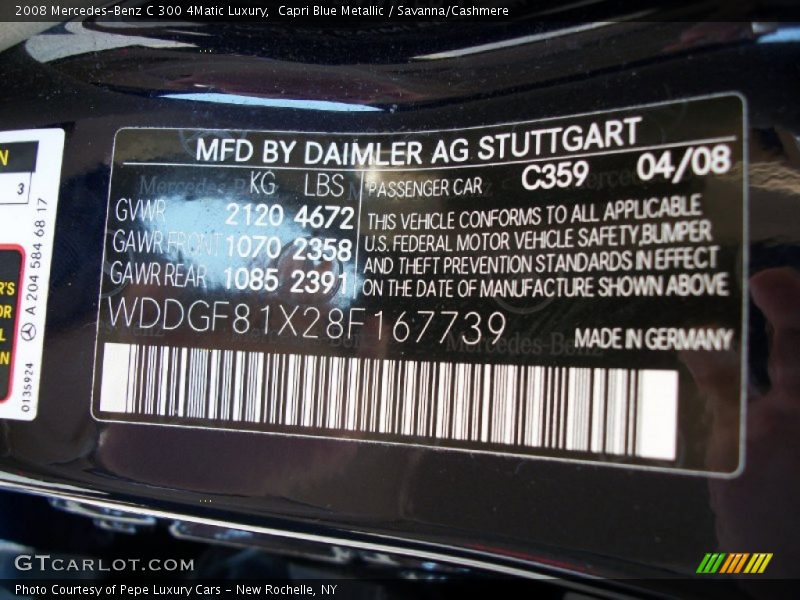 2008 Mercedes-Benz C 300 4Matic Luxury,  Capri Blue Metallic / Savanna/Cashmere
MFD BY DAIMLER AG STUTTGART
KG LBS PASSENGER CAR C359 04/08
GVWR 2120 4672
GAWR FRONT 1070 2358
GAWR REAR 1085 2391
THIS VEHICLE CONFORMS TO ALL APPLICABLE
U.S. FEDERAL MOTOR VEHICLE SAFETY,BUMPER
AND THEFT PREVENTION STANDARDS IN EFFECT
ON THE DATE OF MANUFACTURE SHOWN ABOVE
WDDGF81X28F167739
MADE IN GERMANY
N
3
R'S
OR
L
N
A 204 584 68 17
0135924
Mercedes-Benz
GTCARLOT.COM
Photo Courtesy of Pepe Luxury Cars - New Rochelle, NY